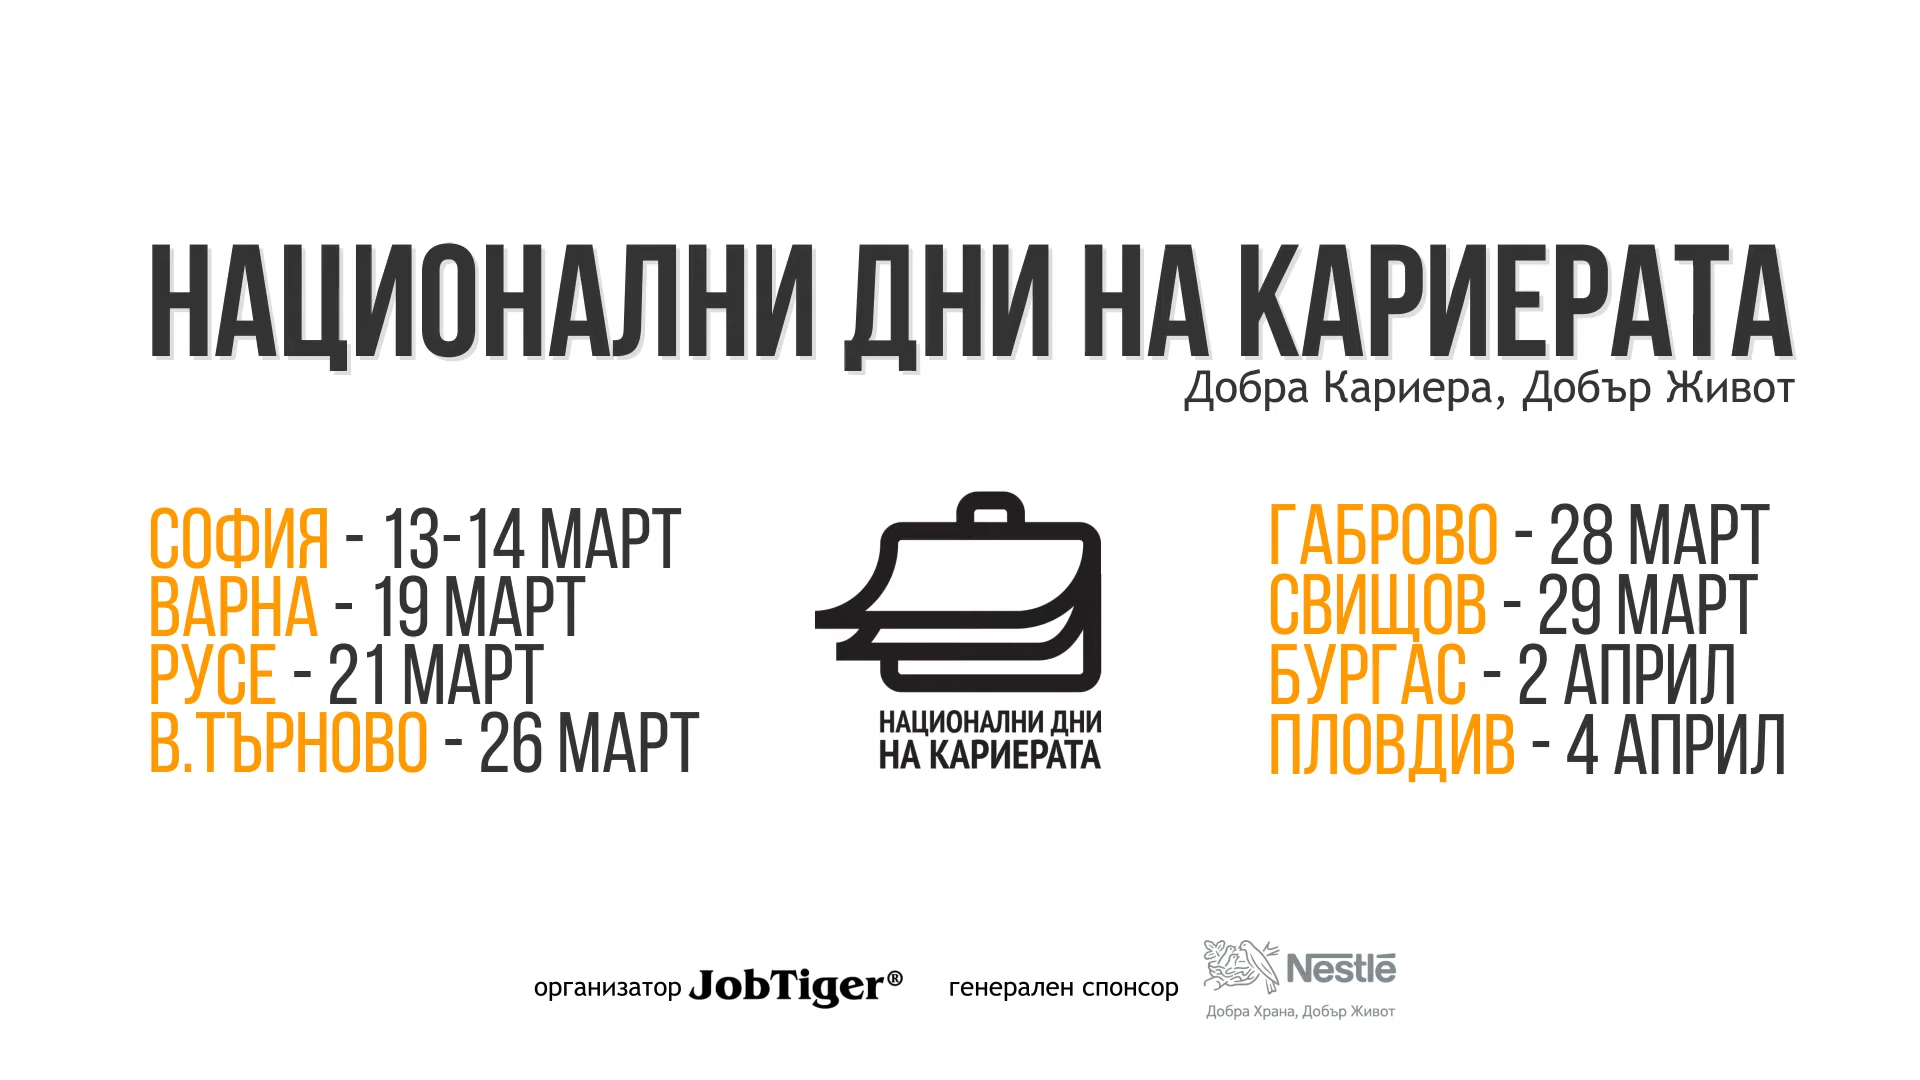 НАЦИОНАЛНИ ДНИ НА КАРИЕРАТА
Добра Кариера, Добър Живот
СОФИЯ - 13-14 МАРТ
ВАРНА - 19 МАРТ
РУСЕ - 21 МАРТ
В.ТЪРНОВО - 26 МАРТ
НАЦИОНАЛНИ ДНИ
НА КАРИЕРАТА
ГАБРОВО - 28 МАРТ
СВИЩОВ - 29 МАРТ
БУРГАС - 2 АПРИЛ
ПЛОВДИВ - 4 АПРИЛ
организатор JobTiger® генерален спонсор Nestlé
Добра Храна, Добър Живот